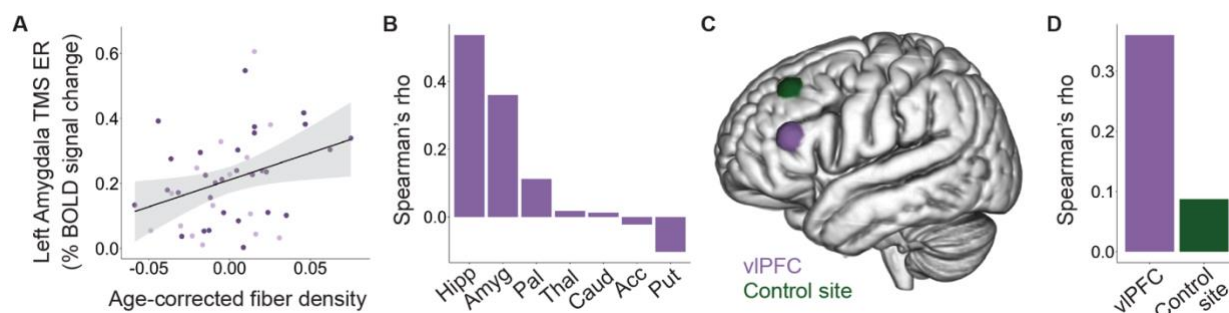 A
Left Amygdala TMS ER
(% BOLD signal change)
0.6
0.4
0.2
0.0
-0.05
0.00
0.05
Age-corrected fiber density
B
Spearman's rho
0.4
0.2
0.0
Hipp
Amyg
Pal
Thal
Caud
Acc
Put
C
vlPFC
Control site
D
Spearman's rho
0.3
0.2
0.1
0.0
vlPFC
Control
site